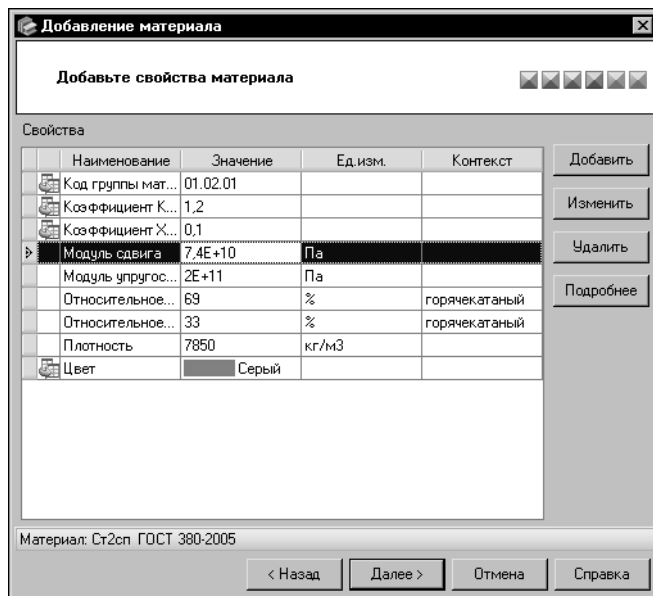 Добавление материала
Добавьте свойства материала
Свойства
Наименование Значение Ед.изм. Контекст
Код группы мат... 01.02.01
Коэффициент К... 1,2
Коэффициент Х... 0,1
Модуль сдвига 7,4E+10 Па
Модуль упругос... 2E+11 Па
Относительное... 69 % горячекатаный
Относительное... 33 % горячекатаный
Плотность 7850 кг/м3
Цвет Серый
Добавить
Изменить
Удалить
Подробнее
Материал: Ст2сп ГОСТ 380-2005
< Назад Далее > Отмена Справка